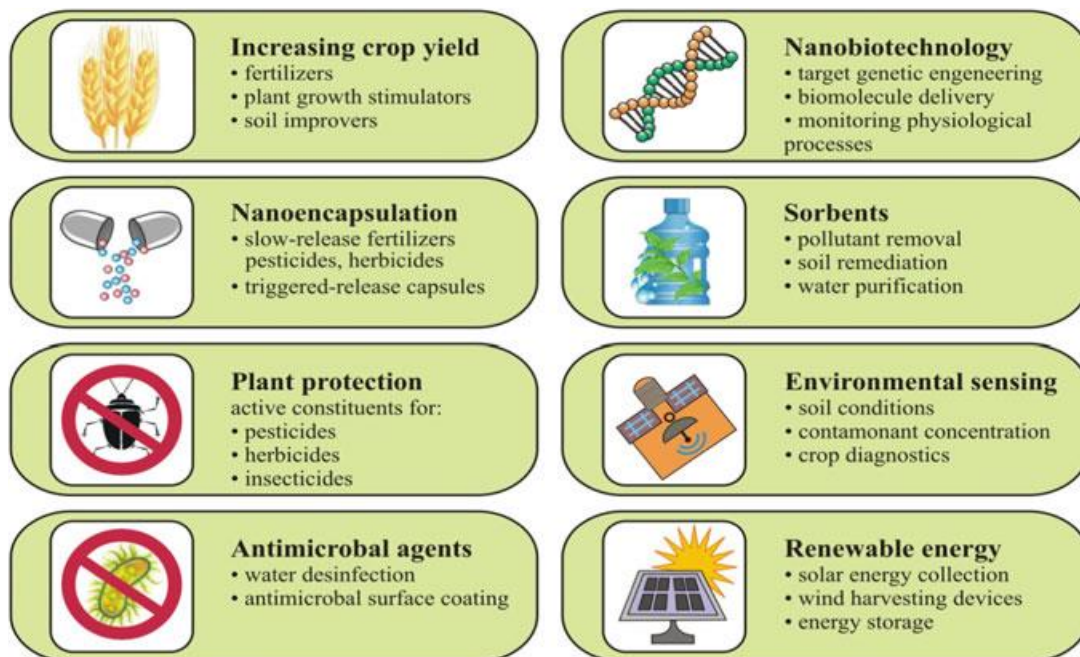 Increasing crop yield
• fertilizers
• plant growth stimulators
• soil improvers
Nanobiotechnology
• target genetic engeneering
• biomolecule delivery
• monitoring physiological
processes
Nanoencapsulation
• slow-release fertilizers
pesticides, herbicides
• triggered-release capsules
Sorbents
• pollutant removal
• soil remediation
• water purification
Plant protection
active constituents for:
• pesticides
• herbicides
• insecticides
Environmental sensing
• soil conditions
• contamonant concentration
• crop diagnostics
Antimicrobial agents
• water desinfection
• antimicrobial surface coating
Renewable energy
• solar energy collection
• wind harvesting devices
• energy storage